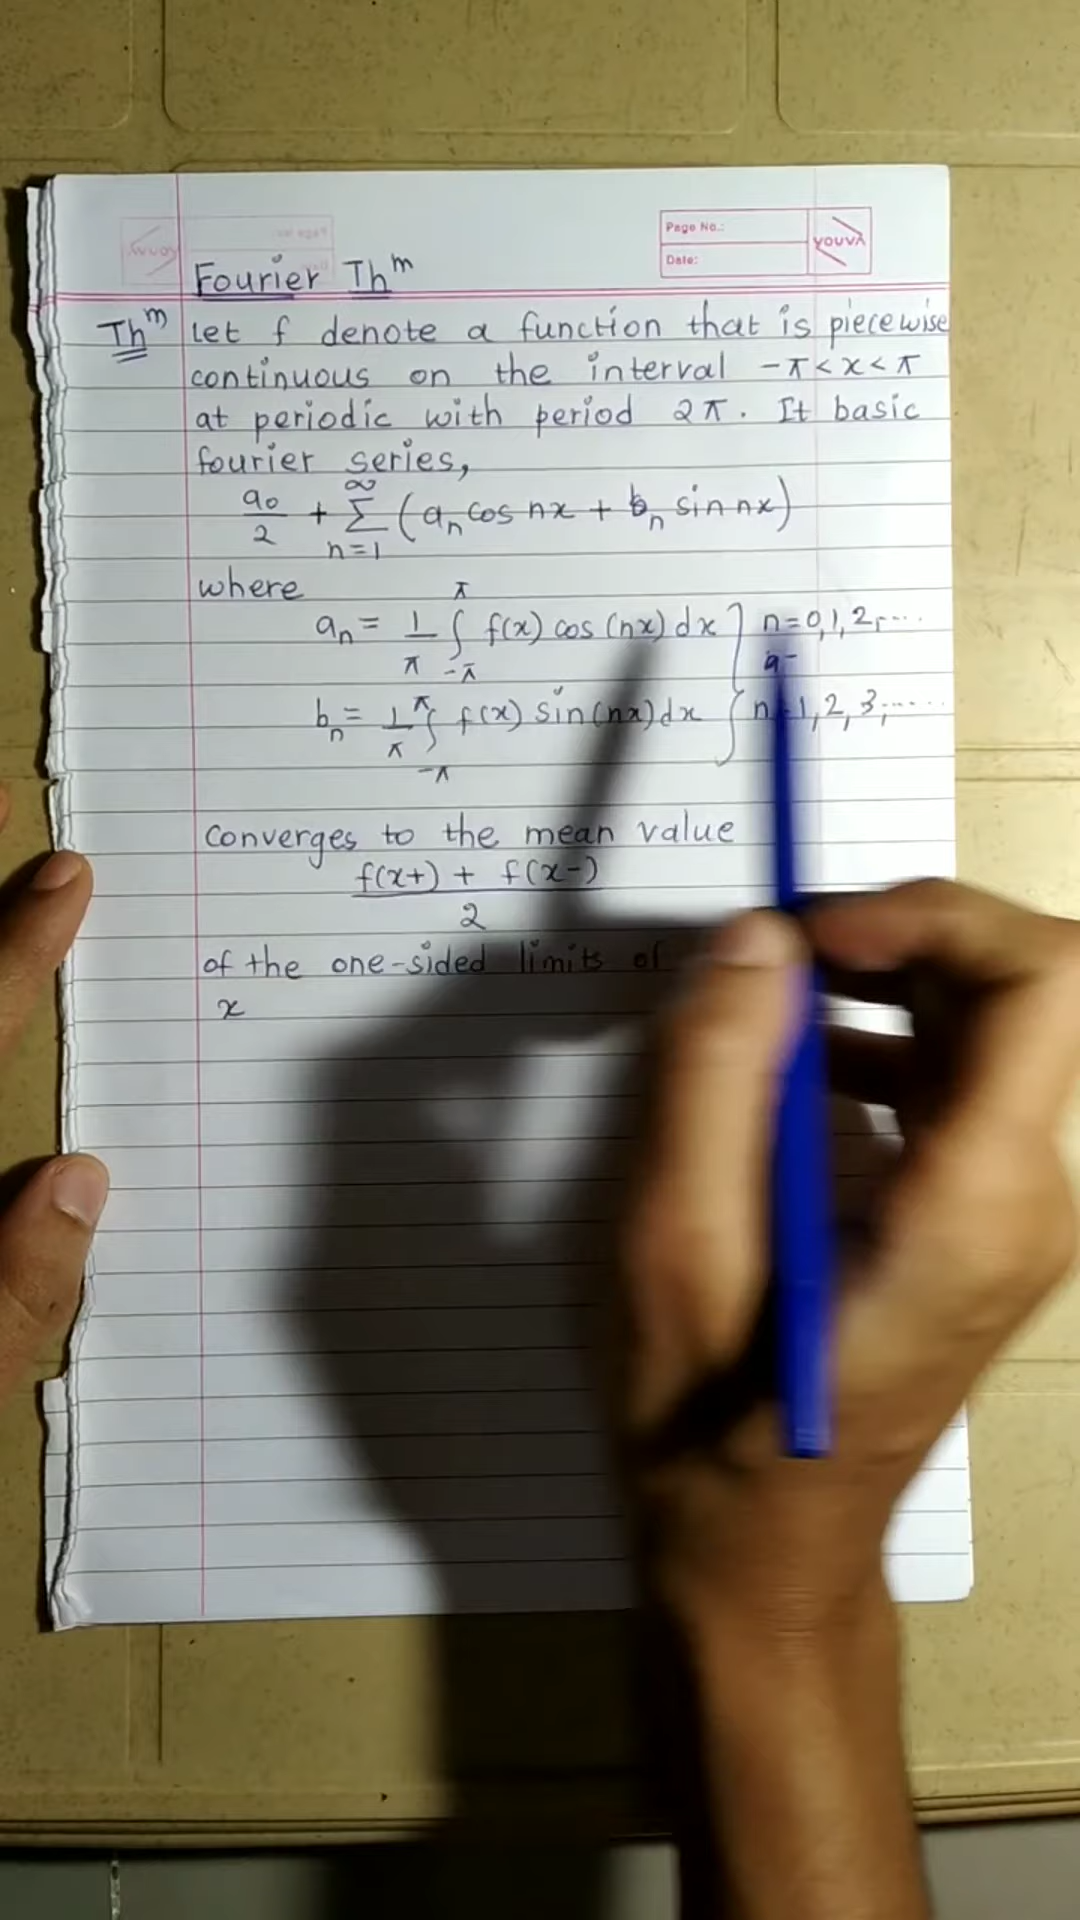 Page No.:
Date:
YOUVA
Fourier Thm
Thm Let f denote a function that is piecewise
continuous on the interval -π < x < π
at periodic with period 2π. It basic
fourier series,
a0/2 + ∞ Σ n=1 (an cos nx + bn sin nx)
where
an = 1/π ∫ π -π f(x) cos (nx) dx } n = 0, 1, 2, ....
bn = 1/π ∫ π -π f(x) sin (nx) dx } n = 1, 2, 3, ......
converges to the mean value
f(x+) + f(x-)
2
of the one-sided limits of
x